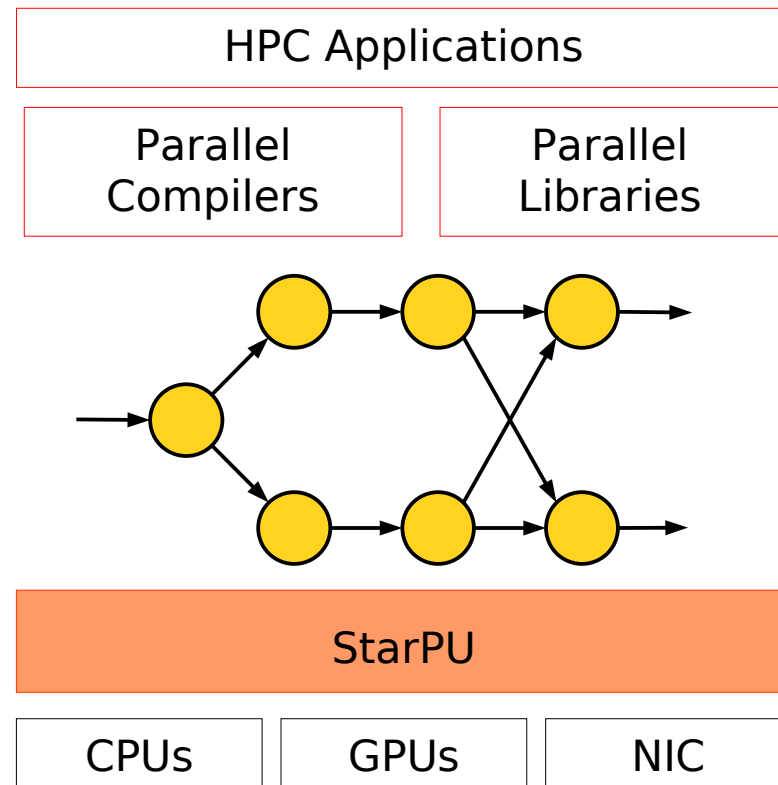 HPC Applications
Parallel
Compilers
Parallel
Libraries
StarPU
CPUs
GPUs
NIC